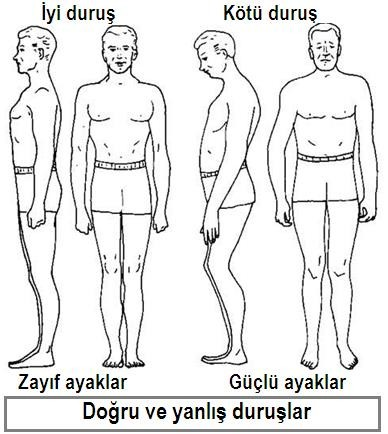 İyi duruş
Kötü duruş
Zayıf ayaklar
Güçlü ayaklar
Doğru ve yanlış duruşlar